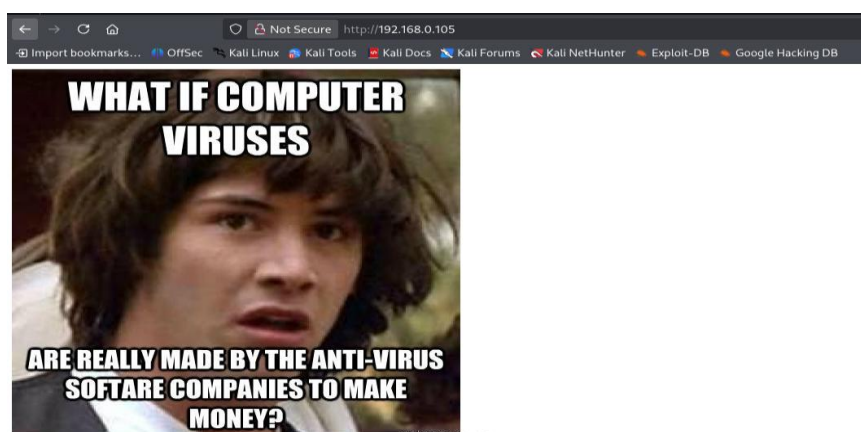 Not Secure http://192.168.0.105
Import bookmarks... OffSec Kali Linux Kali Tools Kali Docs Kali Forums Kali NetHunter Exploit-DB Google Hacking DB
WHAT IF COMPUTER
VIRUSES
ARE REALLY MADE BY THE ANTI-VIRUS
SOFTARE COMPANIES TO MAKE
MONEY?